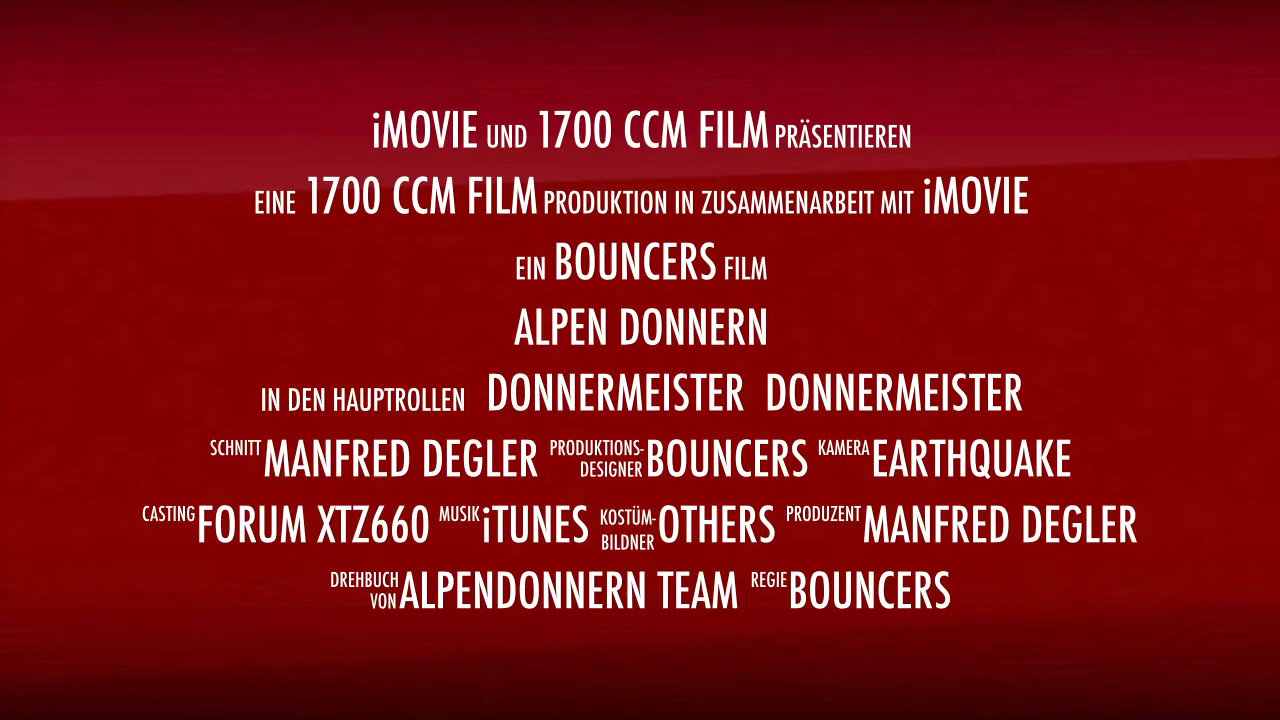 iMOVIE UND 1700 CCM FILM PRÄSENTIEREN
EINE 1700 CCM FILM PRODUKTION IN ZUSAMMENARBEIT MIT iMOVIE
EIN BOUNCERS FILM
ALPEN DONNERN
IN DEN HAUPTROLLEN DONNERMEISTER DONNERMEISTER
SCHNITT MANFRED DEGLER PRODUKTIONS-DESIGNER BOUNCERS KAMERA EARTHQUAKE
CASTING FORUM XTZ660 MUSIK iTUNES KOSTÜM-BILDNER OTHERS PRODUZENT MANFRED DEGLER
DREHBUCH VON ALPENDONNERN TEAM REGIE BOUNCERS